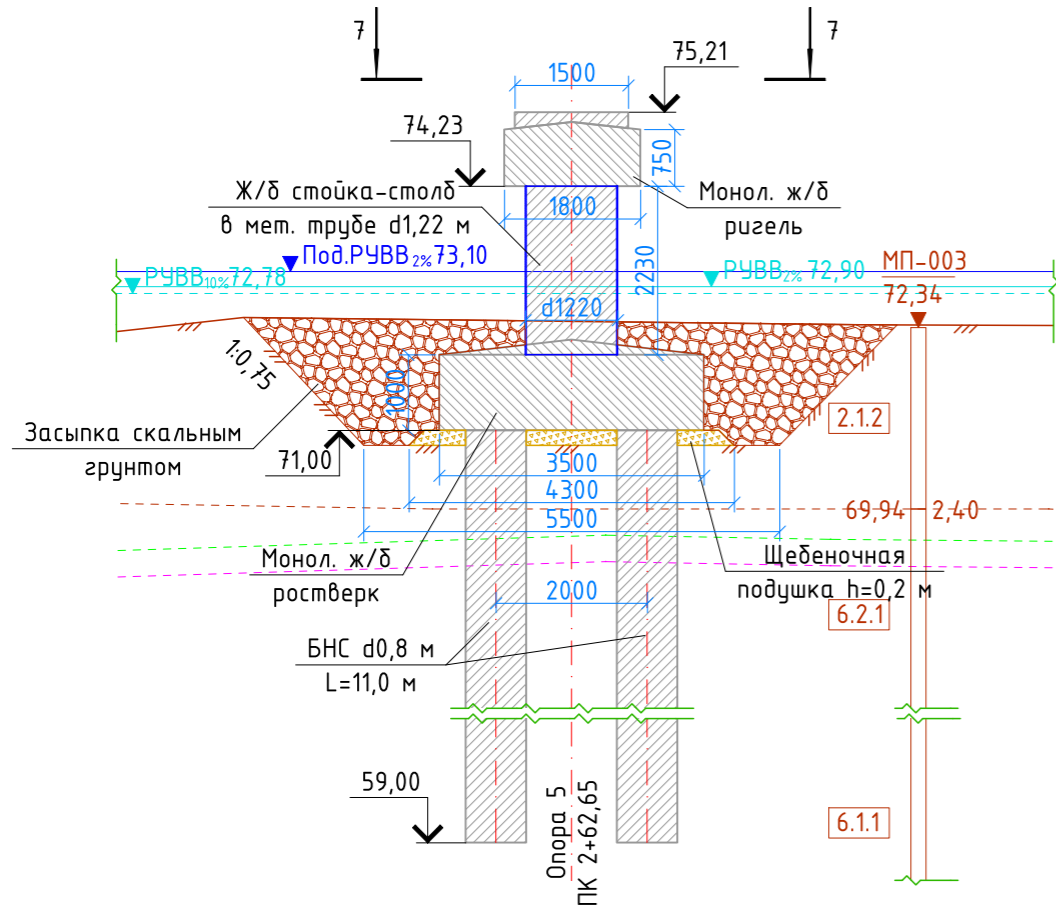 7
7
75,21
1500
74,23
750
Ж/б стойка-столб
в мет. трубе d1,22 м
Монол. ж/б
ригель
1800
Под.РУВВ2% 73,10
РУВВ10% 72,78
РУВВ2% 72,90
МП-003
72,34
2230
d1220
1:0,75
1000
2.1.2
Засыпка скальным
грунтом
71,00
3500
4300
5500
69,94
2,40
Монол. ж/б
ростверк
Щебеночная
подушка h=0,2 м
2000
6.2.1
БНС d0,8 м
L=11,0 м
59,00
Опора 5
ПК 2+62,65
6.1.1